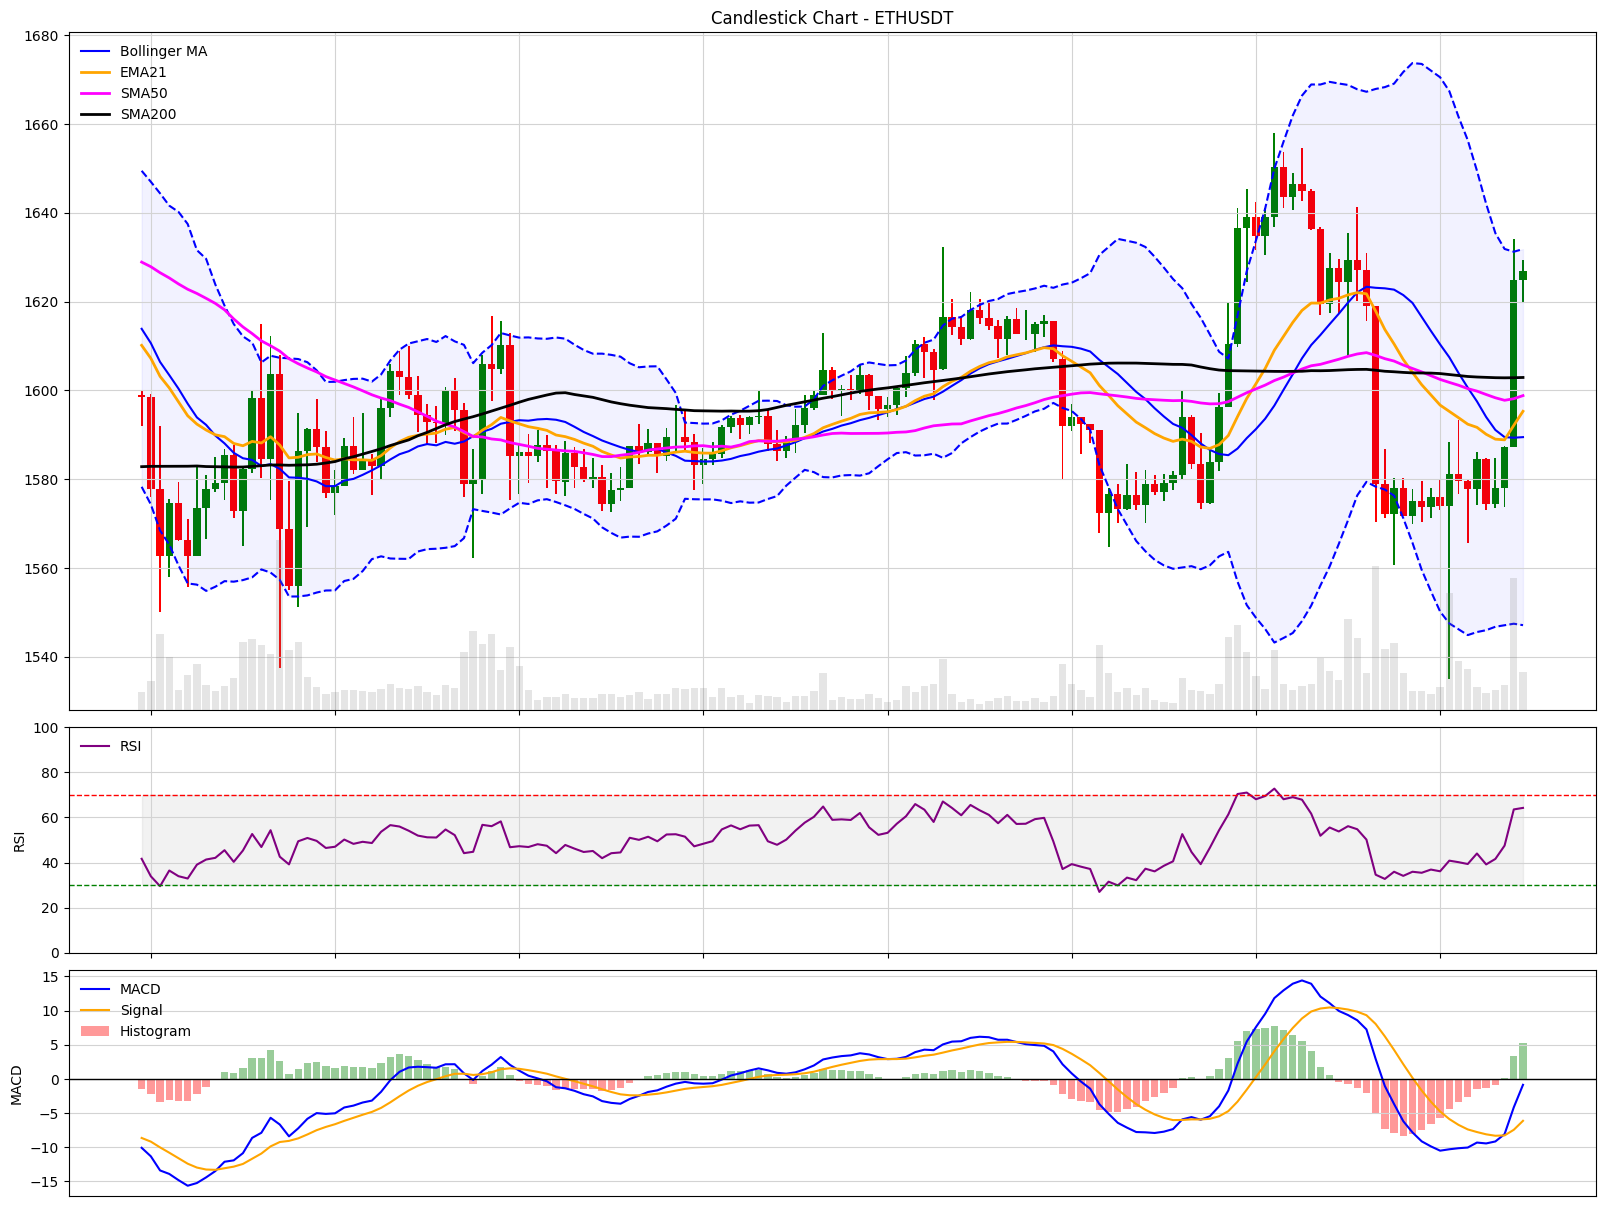 Candlestick Chart - ETHUSDT
1680
1660
1640
1620
1600
1580
1560
1540
Bollinger MA
EMA21
SMA50
SMA200
100
80
60
40
20
0
RSI
RSI
15
10
5
0
−5
−10
−15
MACD
MACD
Signal
Histogram